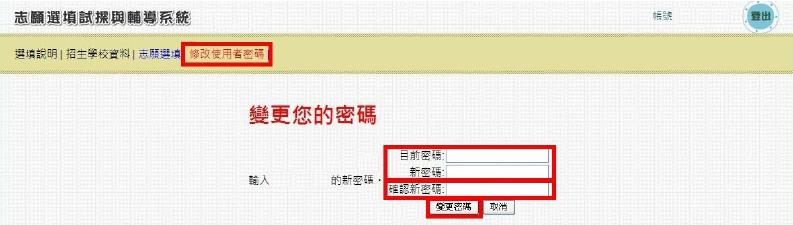 志願選填試探與輔導系統
帳號
登出
選填說明 | 招生學校資料 | 志願選填 | 修改使用者密碼 |
變更您的密碼
目前密碼:
新密碼:
輸入 的新密碼。
確認新密碼:
變更密碼 取消